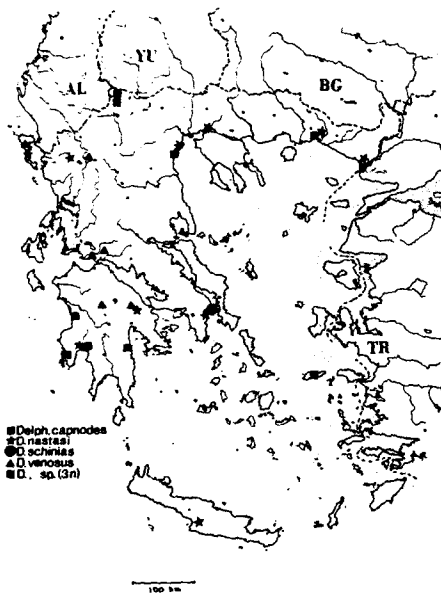 YU
AL
BG
TR
Delph.capnodes
D.nastasi
D.schinias
D.venosus
D., sp.(3n)
100 km